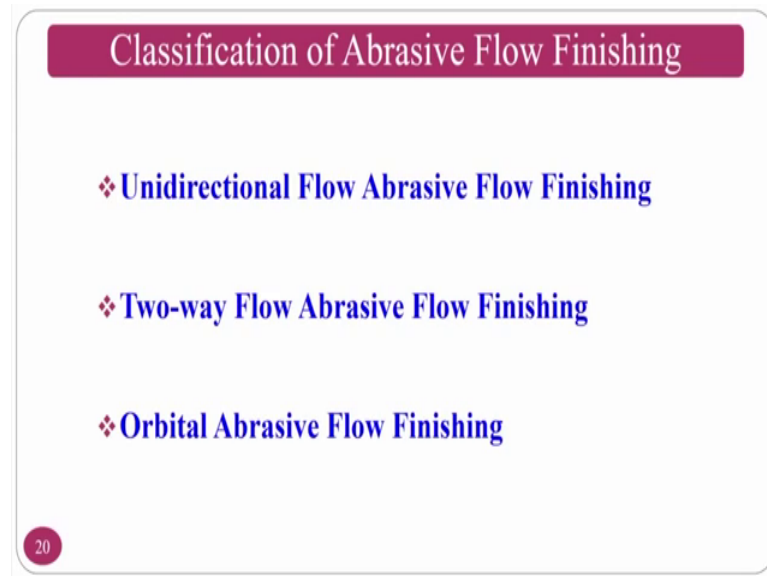 Classification of Abrasive Flow Finishing
Unidirectional Flow Abrasive Flow Finishing
Two-way Flow Abrasive Flow Finishing
Orbital Abrasive Flow Finishing
20